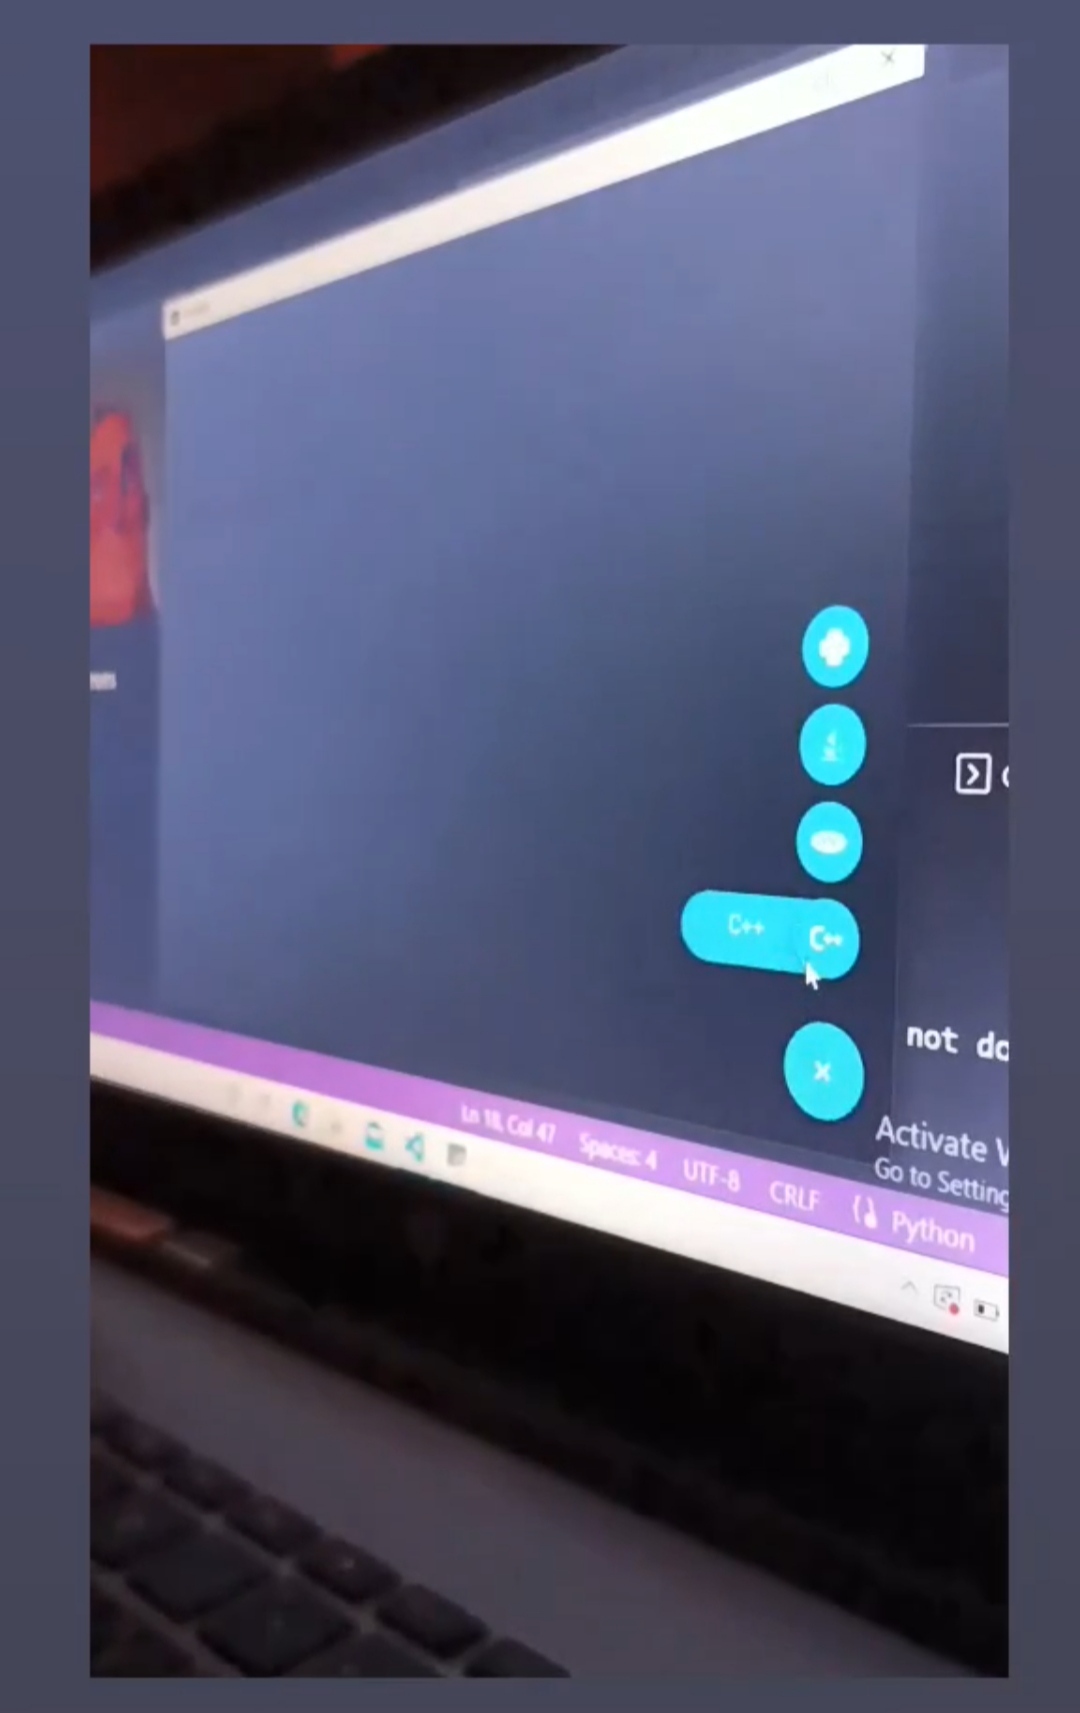 C++ C++
not do
Activate
Go to Setting
Ln 18, Col 47 Spaces: 4 UTF-8 CRLF Python